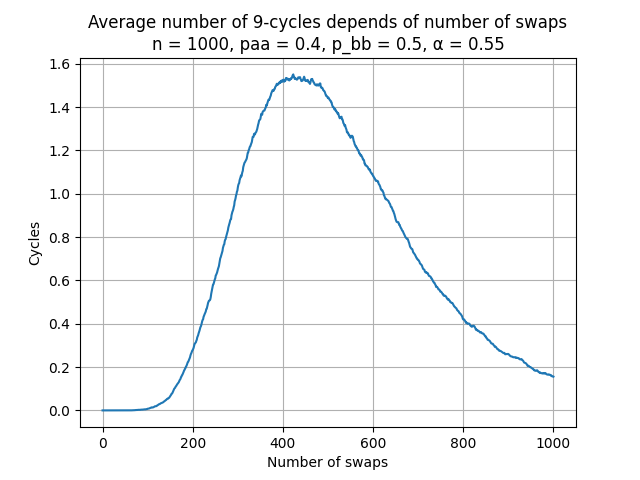 Average number of 9-cycles depends of number of swaps
n = 1000, paa = 0.4, p_bb = 0.5, α = 0.55
1.6
1.4
1.2
1.0
0.8
0.6
0.4
0.2
0.0
Cycles
0 200 400 600 800 1000
Number of swaps